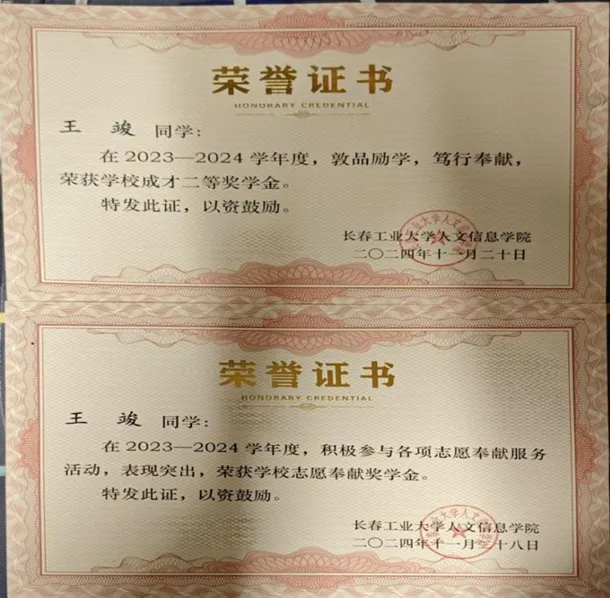 荣誉证书
HONORARY CREDENTIAL
王 竣 同学:
在 2023—2024 学年度，敦品励学，笃行奉献，
荣获学校成才二等奖学金。
特发此证，以资鼓励。
长春工业大学人文信息学院
二〇二四年十一月二十日
荣誉证书
HONORARY CREDENTIAL
王 竣 同学:
在 2023—2024 学年度，积极参与各项志愿奉献服务
活动，表现突出，荣获学校志愿奉献奖学金。
特发此证，以资鼓励。
长春工业大学人文信息学院
二〇二四年十一月二十八日